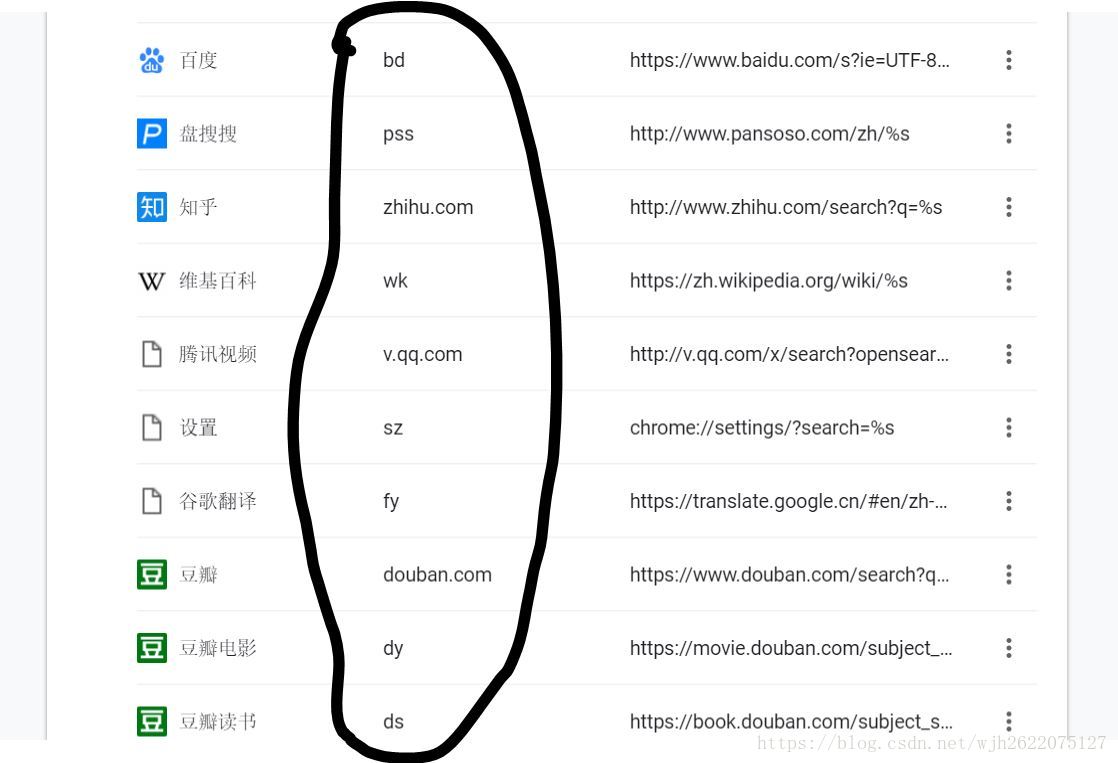 百度 bd https://www.baidu.com/s?ie=UTF-8...
盘搜搜 pss http://www.pansoso.com/zh/%s
知 知乎 zhihu.com http://www.zhihu.com/search?q=%s
W 维基百科 wk https://zh.wikipedia.org/wiki/%s
腾讯视频 v.qq.com http://v.qq.com/x/search?opensear...
设置 sz chrome://settings/?search=%s
谷歌翻译 fy https://translate.google.cn/#en/zh-...
豆 豆瓣 douban.com https://www.douban.com/search?q...
豆 豆瓣电影 dy https://movie.douban.com/subject_...
豆 豆瓣读书 ds https://book.douban.com/subject_s...
https://blog.csdn.net/wjh2622075127